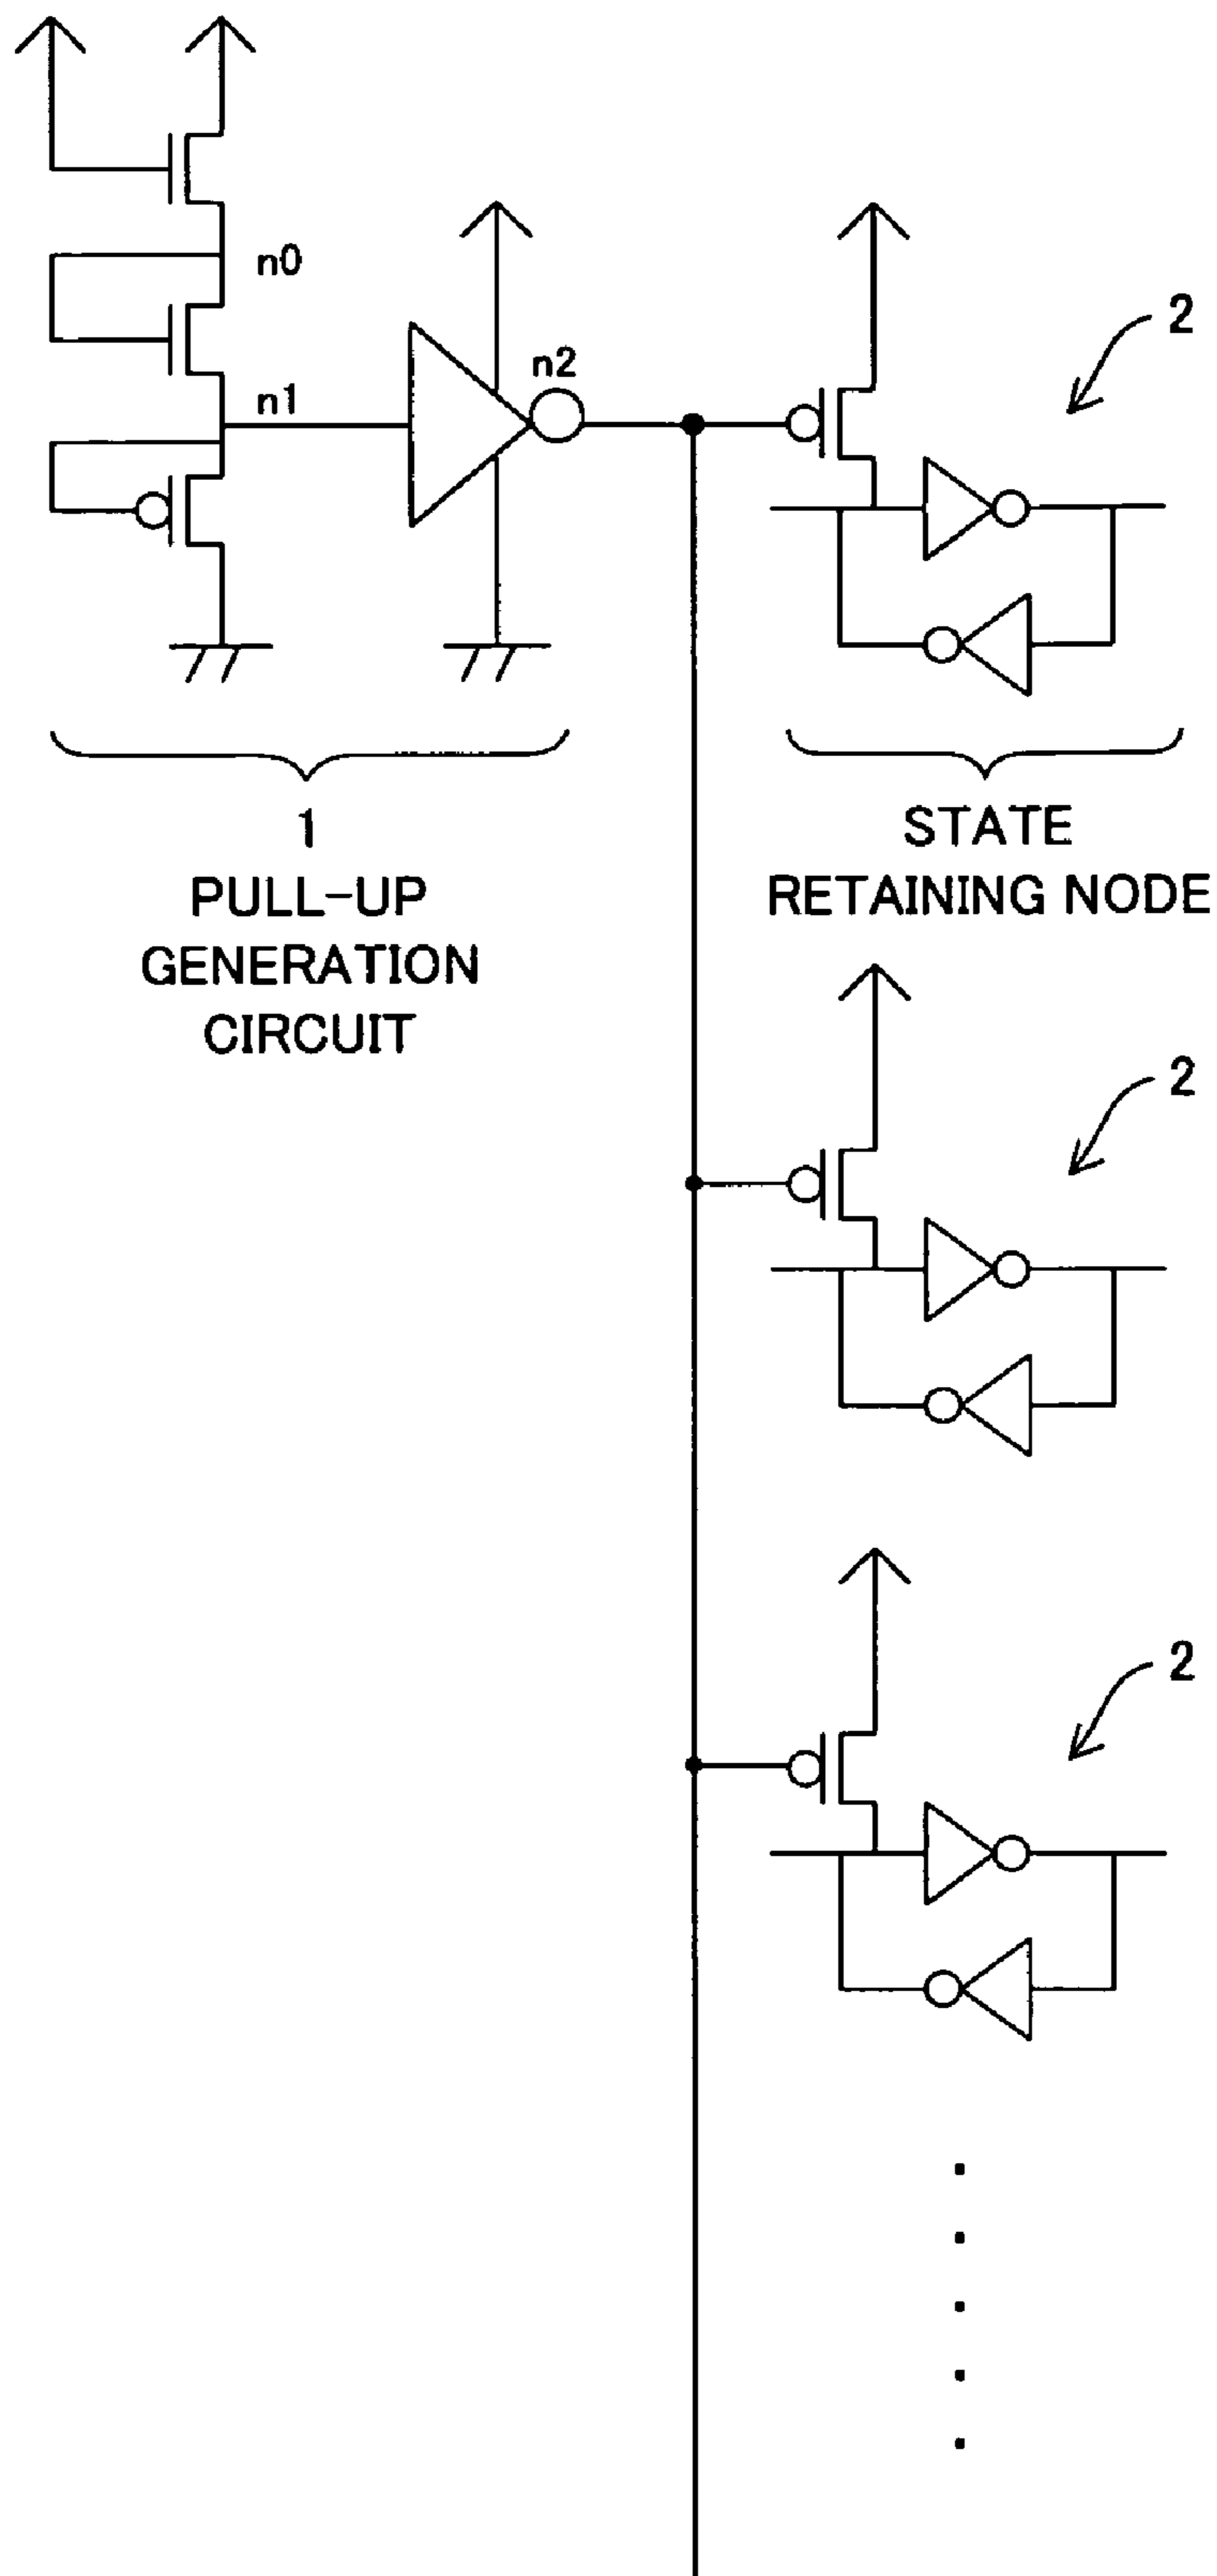 n0
n1
n2
2
1
PULL-UP
GENERATION
CIRCUIT
STATE
RETAINING NODE
2
2